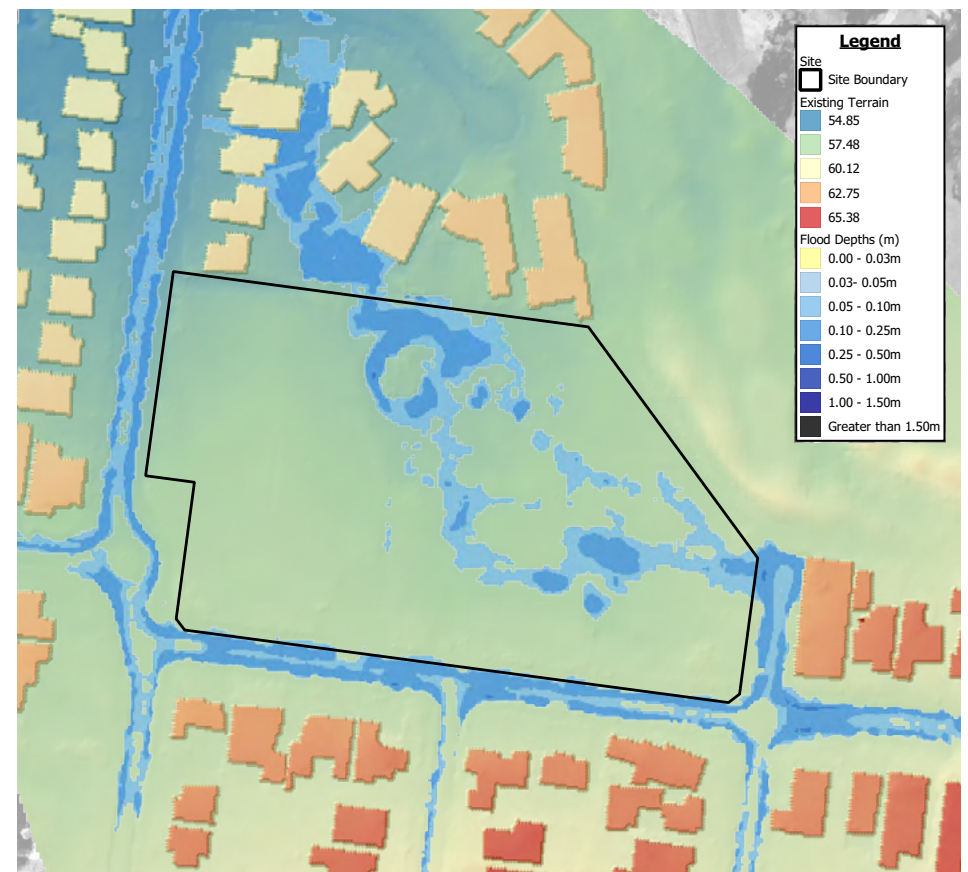 Legend
Site
Site Boundary
Existing Terrain
54.85
57.48
60.12
62.75
65.38
Flood Depths (m)
0.00 - 0.03m
0.03- 0.05m
0.05 - 0.10m
0.10 - 0.25m
0.25 - 0.50m
0.50 - 1.00m
1.00 - 1.50m
Greater than 1.50m